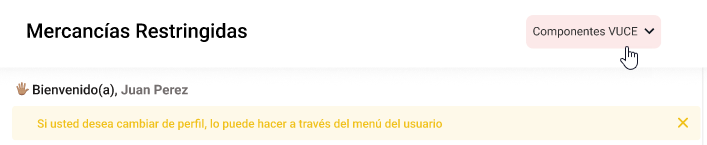 Mercancías Restringidas
Componentes VUCE
Bienvenido(a), Juan Perez
Si usted desea cambiar de perfil, lo puede hacer a través del menú del usuario